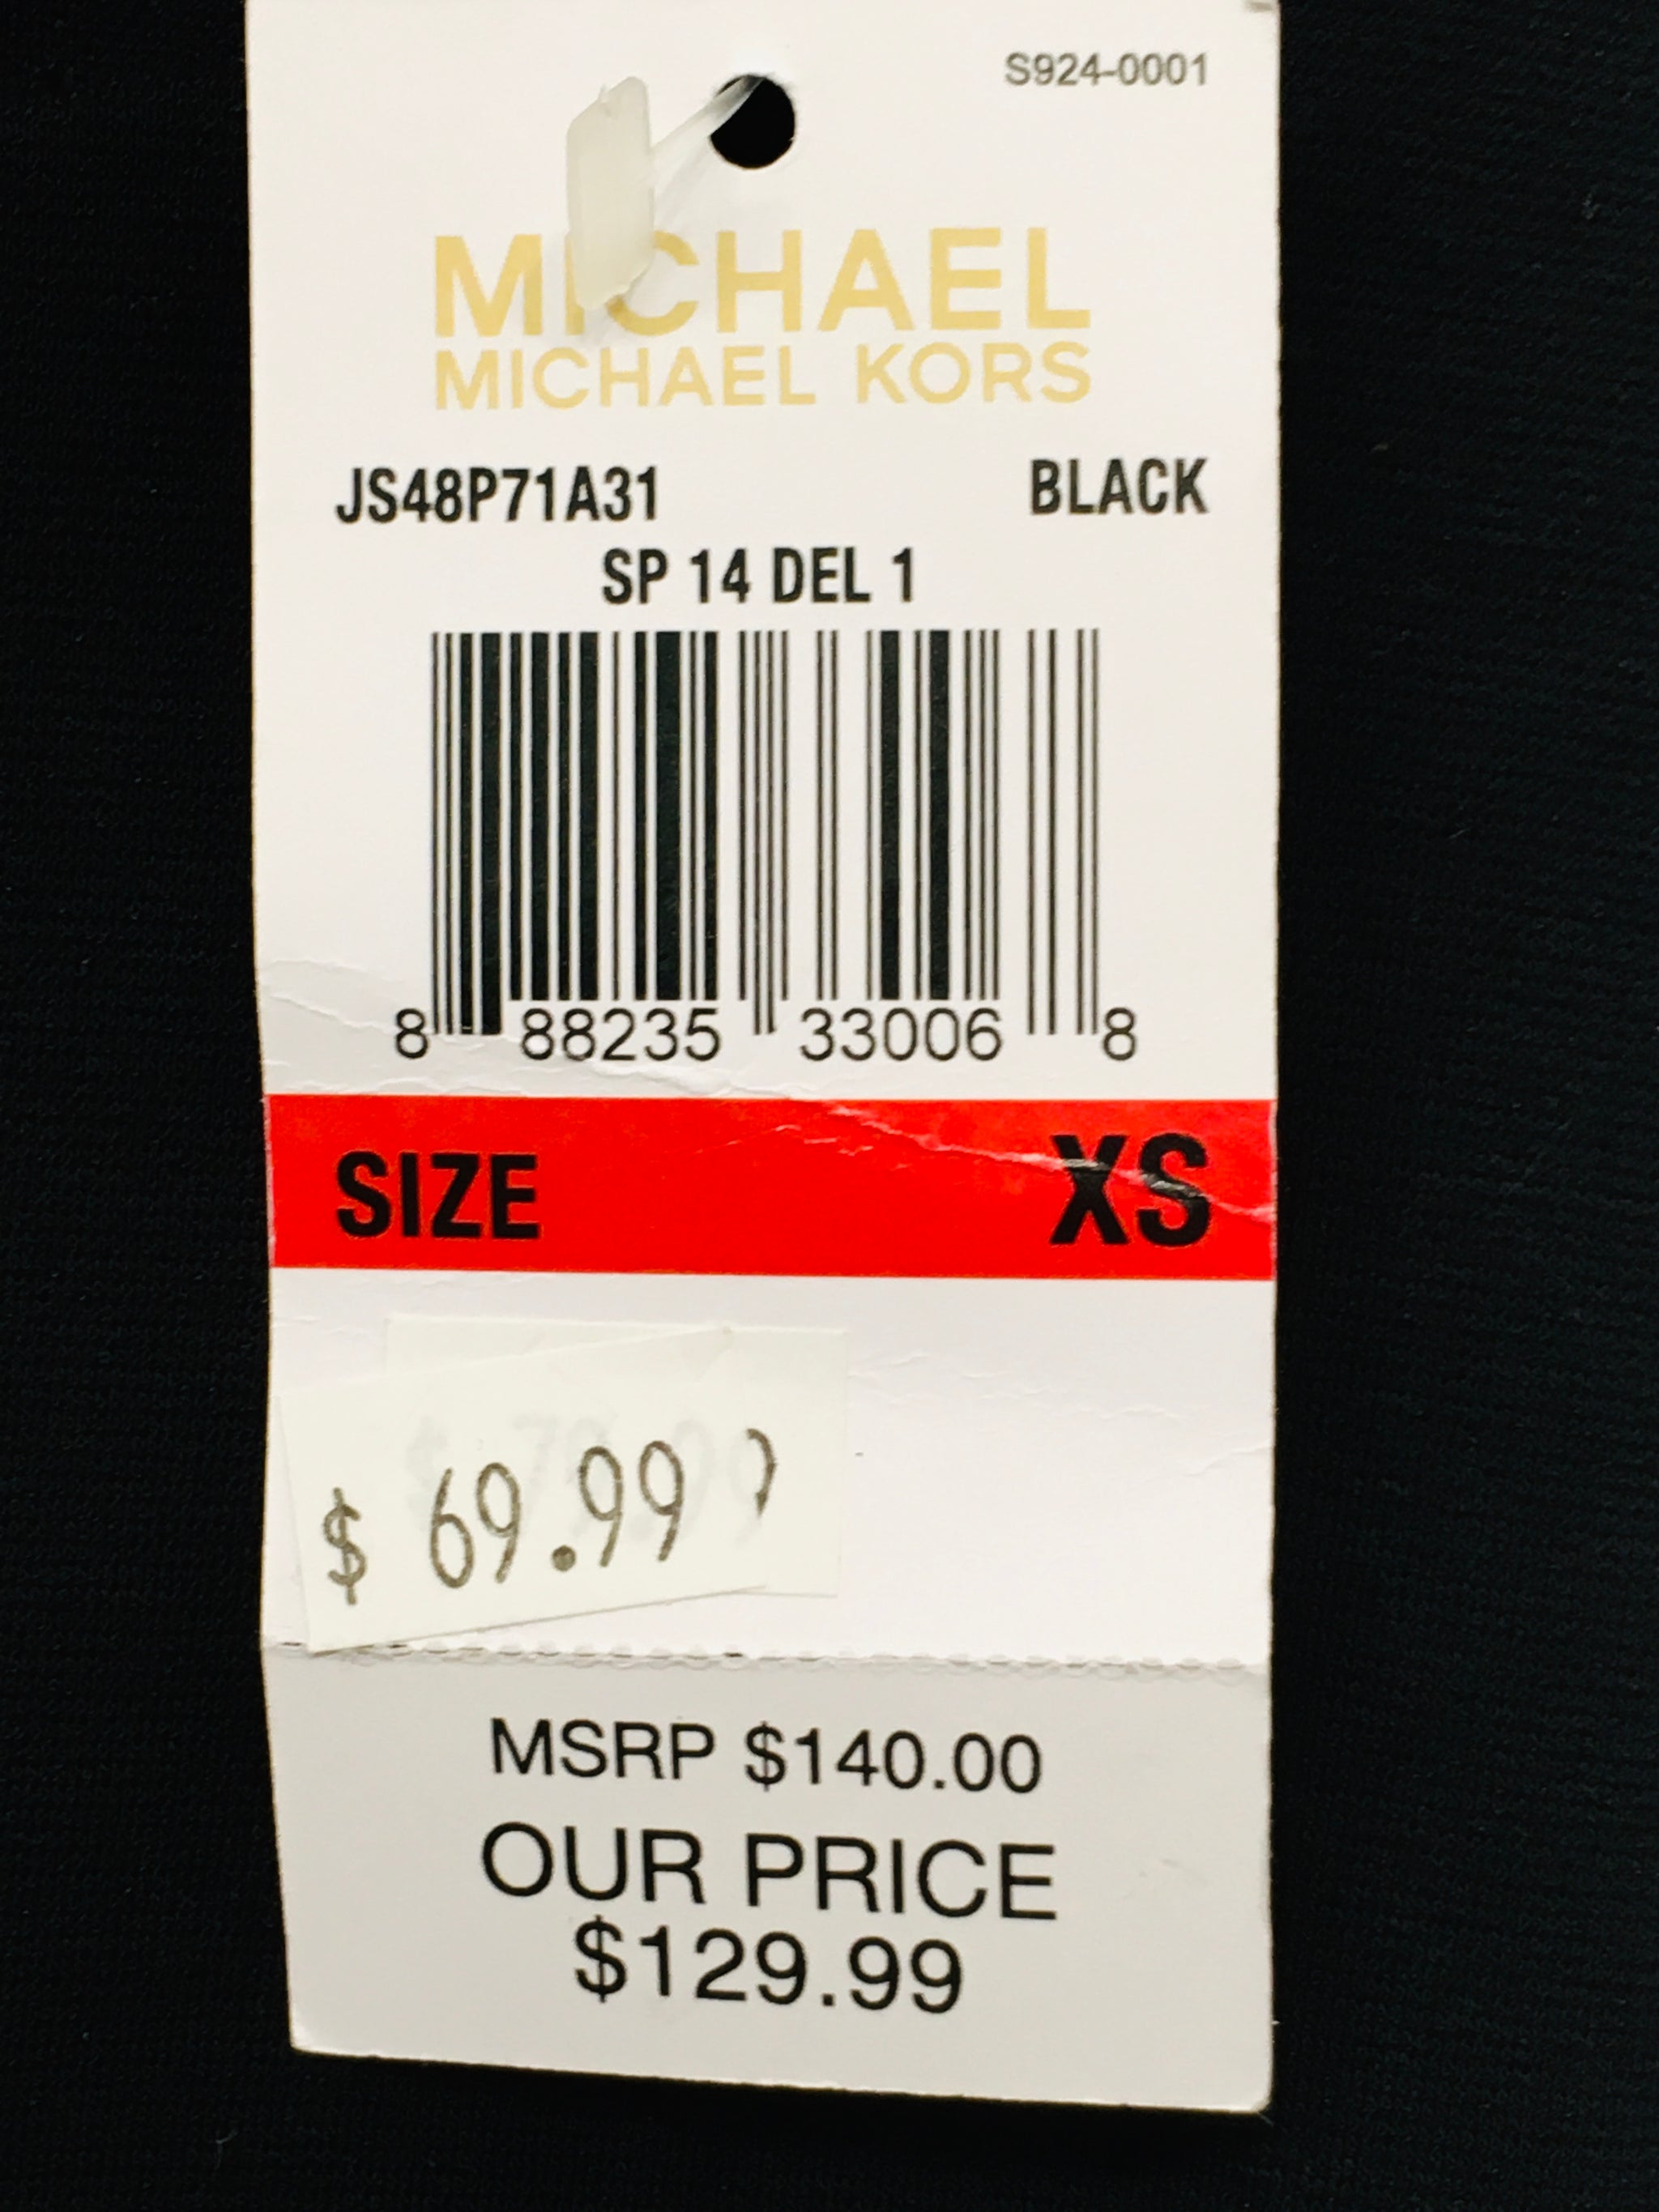 S924-0001
MICHAEL
MICHAEL KORS
JS48P71A31 BLACK
SP 14 DEL 1
8 88235 33006 8
SIZE XS
$ 69.99
MSRP $140.00
OUR PRICE
$129.99